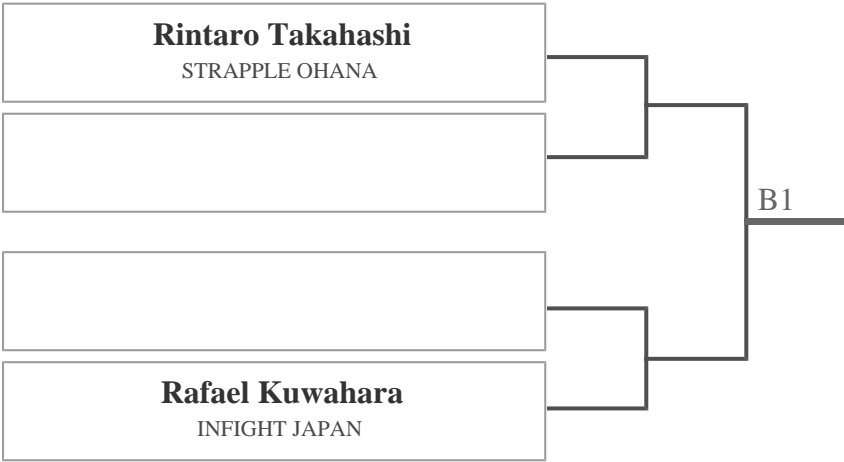 Rintaro Takahashi
STRAPPLE OHANA
B1
Rafael Kuwahara
INFIGHT JAPAN